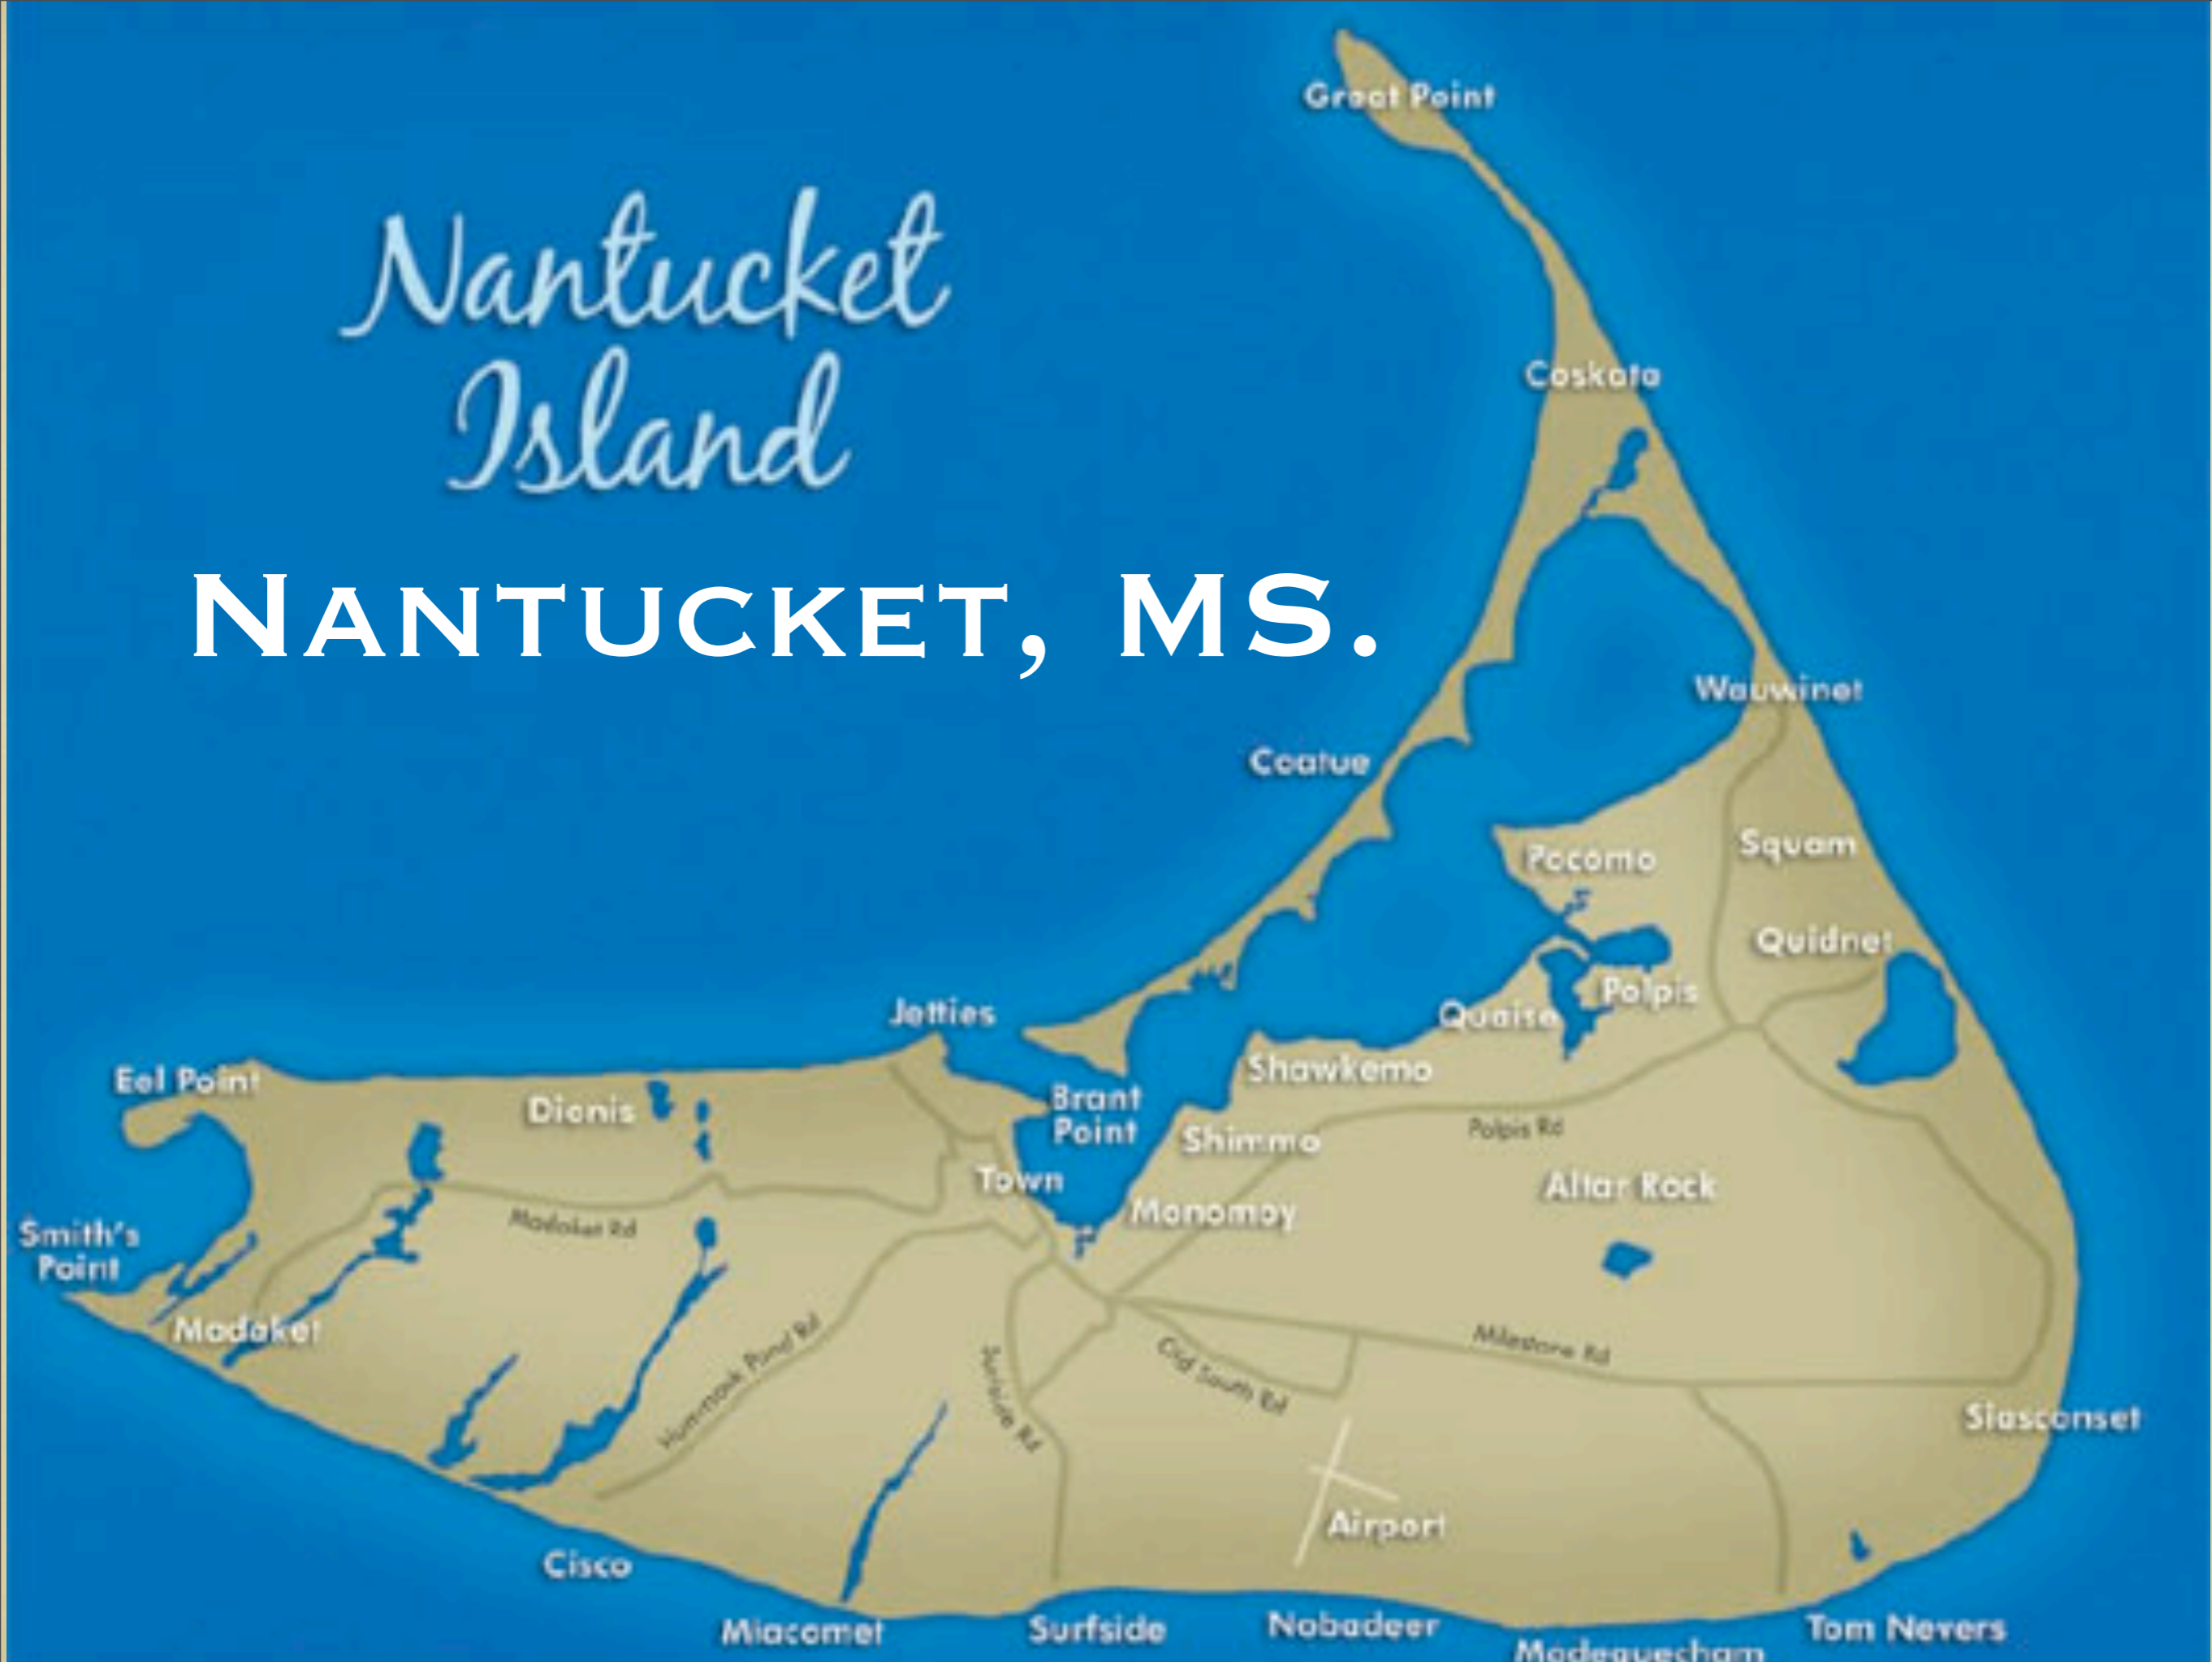 Great Point
Nantucket
Island
Coskata
NANTUCKET, MS.
Wauwinet
Coatue
Squam
Pocomo
Quidnet
Polpis
Jetties
Quaise
Eel Point
Shawkemo
Dionis
Brant
Point
Polpis Rd
Shimmo
Town
Altar Rock
Monomoy
Madaket Rd
Smith's
Point
Madaket
Hummock Pond Rd
Surfside Rd
Old South Rd
Milestone Rd
Siasconset
Airport
Cisco
Miacomet
Surfside
Nobadeer
Madequecham
Tom Nevers